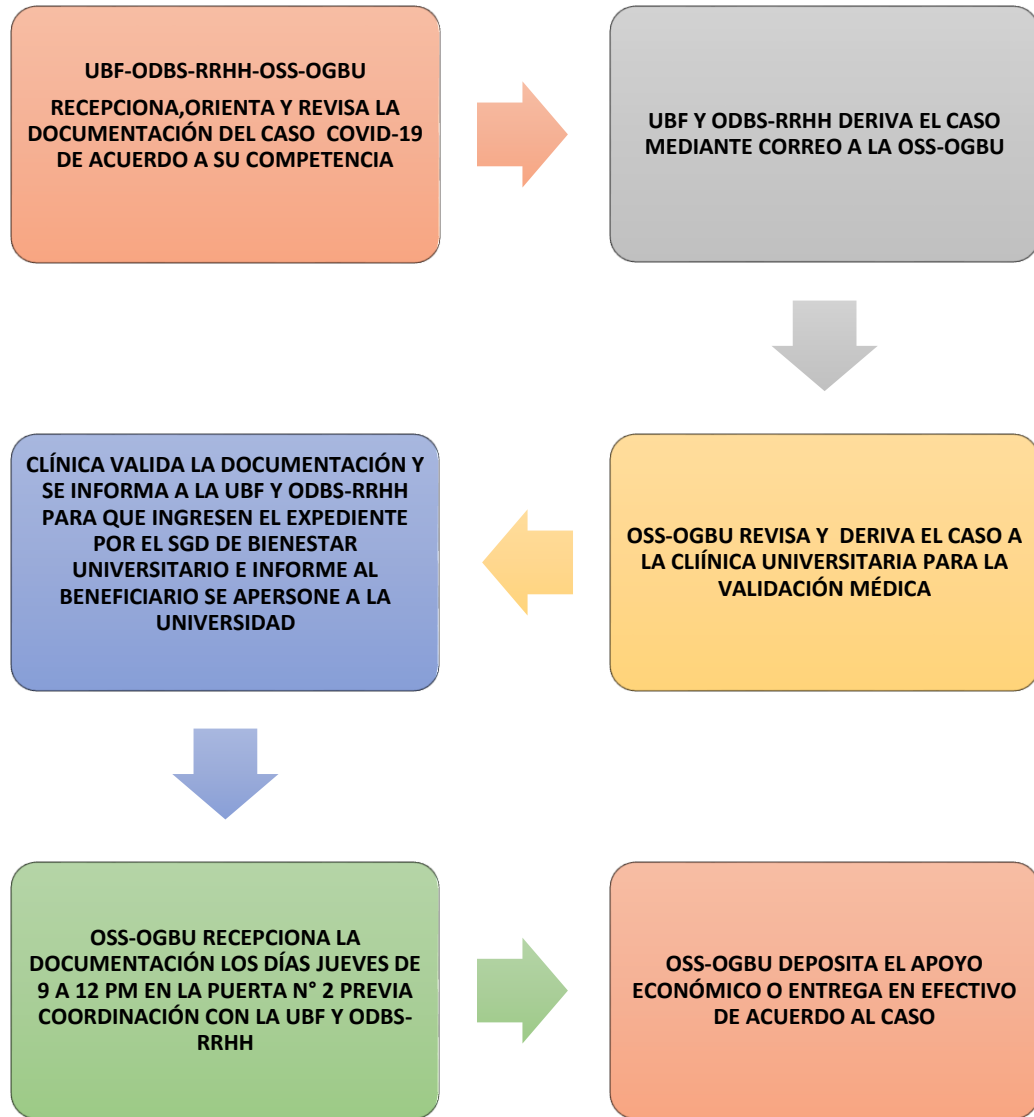 UBF-ODBS-RRHH-OSS-OGBU
RECEPCIONA,ORIENTA Y REVISA LA
DOCUMENTACIÓN DEL CASO COVID-19
DE ACUERDO A SU COMPETENCIA
UBF Y ODBS-RRHH DERIVA EL CASO
MEDIANTE CORREO A LA OSS-OGBU
OSS-OGBU REVISA Y DERIVA EL CASO A
LA CLIÍNICA UNIVERSITARIA PARA LA
VALIDACIÓN MÉDICA
CLÍNICA VALIDA LA DOCUMENTACIÓN Y
SE INFORMA A LA UBF Y ODBS-RRHH
PARA QUE INGRESEN EL EXPEDIENTE
POR EL SGD DE BIENESTAR
UNIVERSITARIO E INFORME AL
BENEFICIARIO SE APERSONE A LA
UNIVERSIDAD
OSS-OGBU RECEPCIONA LA
DOCUMENTACIÓN LOS DÍAS JUEVES DE
9 A 12 PM EN LA PUERTA N° 2 PREVIA
COORDINACIÓN CON LA UBF Y ODBS-
RRHH
OSS-OGBU DEPOSITA EL APOYO
ECONÓMICO O ENTREGA EN EFECTIVO
DE ACUERDO AL CASO